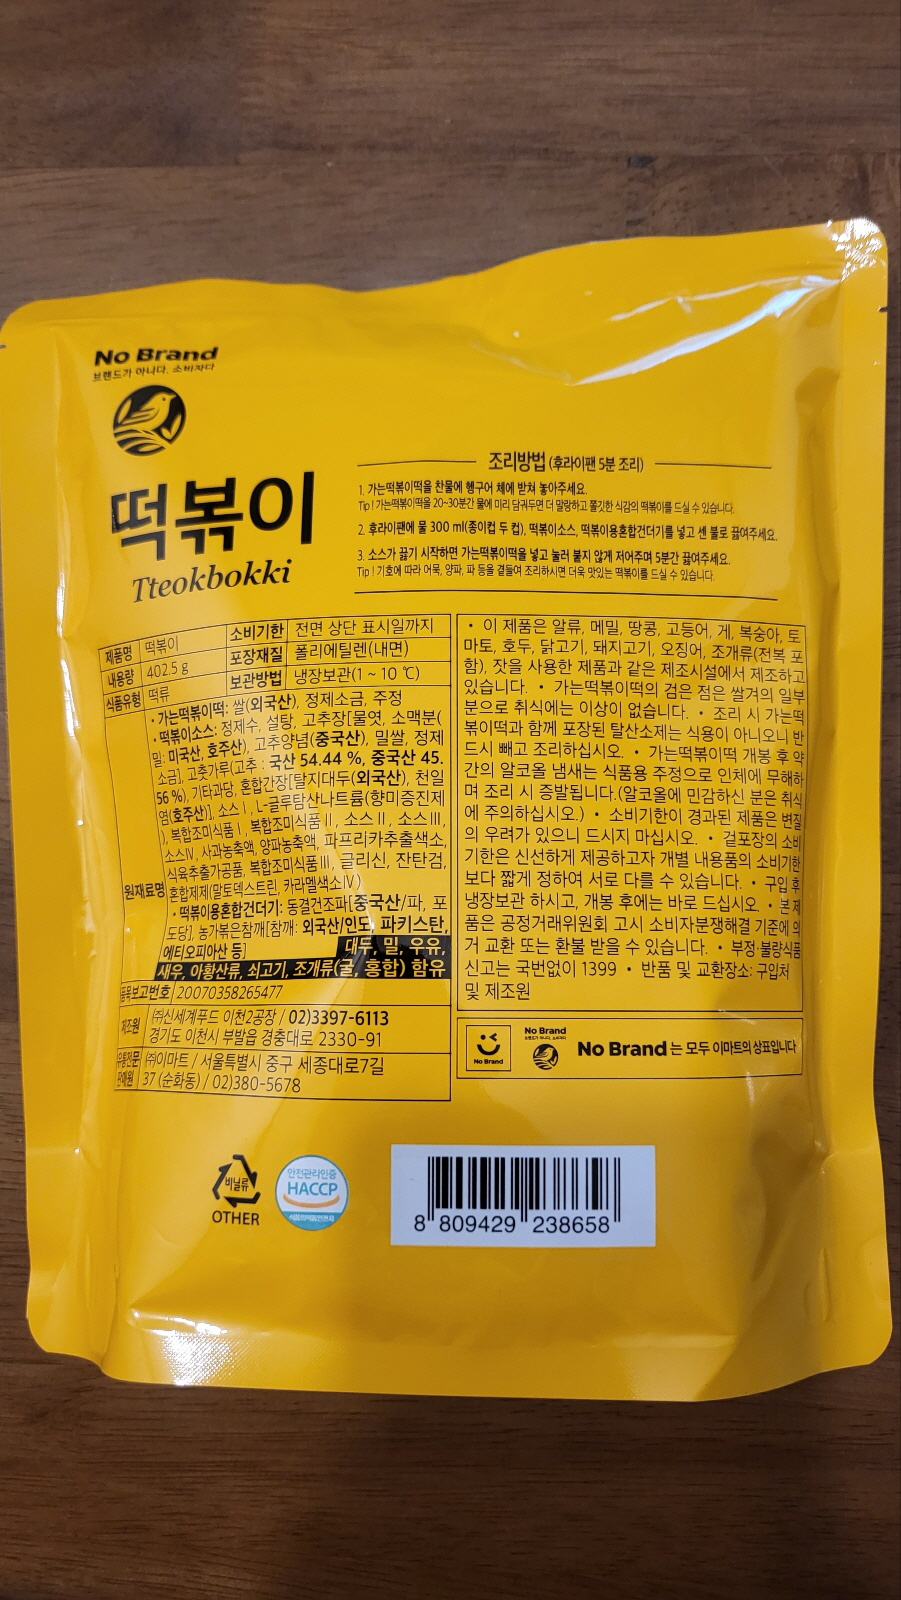 No Brand
브랜드가 아니다. 소비자다
떡볶이
Tteokbokki
조리방법 (후라이팬 5분 조리)
1. 가는떡볶이떡을 찬물에 헹구어 체에 받쳐 놓아주세요.
Tip ! 가는떡볶이떡을 20~30분간 물에 미리 담궈두면 더 말랑하고 쫄깃한 식감의 떡볶이를 드실 수 있습니다.
2. 후라이팬에 물 300 ml(종이컵 두 컵), 떡볶이소스, 떡볶이용혼합건더기를 넣고 센 불로 끓여주세요.
3. 소스가 끓기 시작하면 가는떡볶이떡을 넣고 눌러 붙지 않게 저어주며 5분간 끓여주세요.
Tip ! 기호에 따라 어묵, 양파, 파 등을 곁들여 조리하시면 더욱 맛있는 떡볶이를 드실 수 있습니다.
제품명 떡볶이 소비기한 전면 상단 표시일까지
내용량 402.5 g 포장재질 폴리에틸렌(내면)
식품유형 떡류 보관방법 냉장보관(1 ~ 10 ℃)
원재료명
• 가는떡볶이떡: 쌀(외국산), 정제소금, 주정
• 떡볶이소스: 정제수, 설탕, 고추장[물엿, 소맥분(
밀: 미국산, 호주산), 고추양념(중국산), 밀쌀, 정제
소금], 고춧가루(고추 : 국산 54.44 %, 중국산 45.
56 %), 기타과당, 혼합간장[탈지대두(외국산), 천일
염(호주산)], 소스Ⅰ, L-글루탐산나트륨(향미증진제
), 복합조미식품Ⅰ, 복합조미식품Ⅱ, 소스Ⅱ, 소스Ⅲ,
소스Ⅳ, 사과농축액, 양파농축액, 파프리카추출색소,
식육추출가공품, 복합조미식품Ⅲ, 글리신, 잔탄검,
혼합제제(말토덱스트린, 카라멜색소Ⅳ)
• 떡볶이용혼합건더기: 동결건조파[중국산/파, 포
도당], 농가볶은참깨[참깨: 외국산/인도, 파키스탄,
에티오피아산 등] 대두, 밀, 우유,
새우, 아황산류, 쇠고기, 조개류(굴, 홍합) 함유
품목보고번호 20070358265477
제조원 ㈜신세계푸드 이천2공장 / 02)3397-6113
경기도 이천시 부발읍 경충대로 2330-91
유통전문 ㈜이마트 / 서울특별시 중구 세종대로7길
판매원 37 (순화동) / 02)380-5678
• 이 제품은 알류, 메밀, 땅콩, 고등어, 게, 복숭아, 토
마토, 호두, 닭고기, 돼지고기, 오징어, 조개류(전복 포
함), 잣을 사용한 제품과 같은 제조시설에서 제조하고
있습니다. • 가는떡볶이떡의 검은 점은 쌀겨의 일부
분으로 취식에는 이상이 없습니다. • 조리 시 가는떡
볶이떡과 함께 포장된 탈산소제는 식용이 아니오니 반
드시 빼고 조리하십시오. • 가는떡볶이떡 개봉 후 약
간의 알코올 냄새는 식품용 주정으로 인체에 무해하
며 조리 시 증발됩니다.(알코올에 민감하신 분은 취식
에 주의하십시오.) • 소비기한이 경과된 제품은 변질
의 우려가 있으니 드시지 마십시오. • 겉포장의 소비
기한은 신선하게 제공하고자 개별 내용품의 소비기한
보다 짧게 정하여 서로 다를 수 있습니다. • 구입 후
냉장보관 하시고, 개봉 후에는 바로 드십시오. • 본 제
품은 공정거래위원회 고시 소비자분쟁해결 기준에 의
거 교환 또는 환불 받을 수 있습니다. • 부정·불량식품
신고는 국번없이 1399 • 반품 및 교환장소: 구입처
및 제조원
No Brand
No Brand
브랜드가 아니다. 소비자다
No Brand 는 모두 이마트의 상표입니다
비닐류
OTHER
안전관리인증
HACCP
식품의약품안전처
8 809429 238658